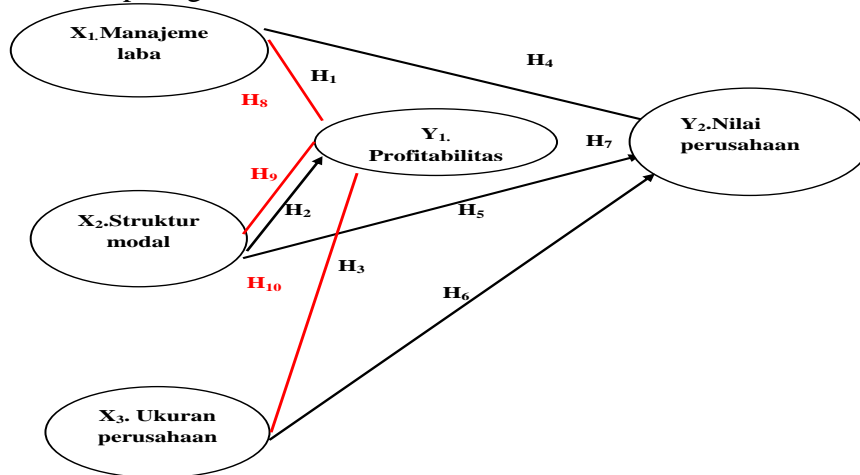 X₁.Manajeme
laba
H₄
H₁
H₈
Y₁.
Profitabilitas
H₇
Y₂.Nilai
perusahaan
H₉
X₂.Struktur
modal
H₂
H₅
H₁₀
H₃
H₆
X₃. Ukuran
perusahaan